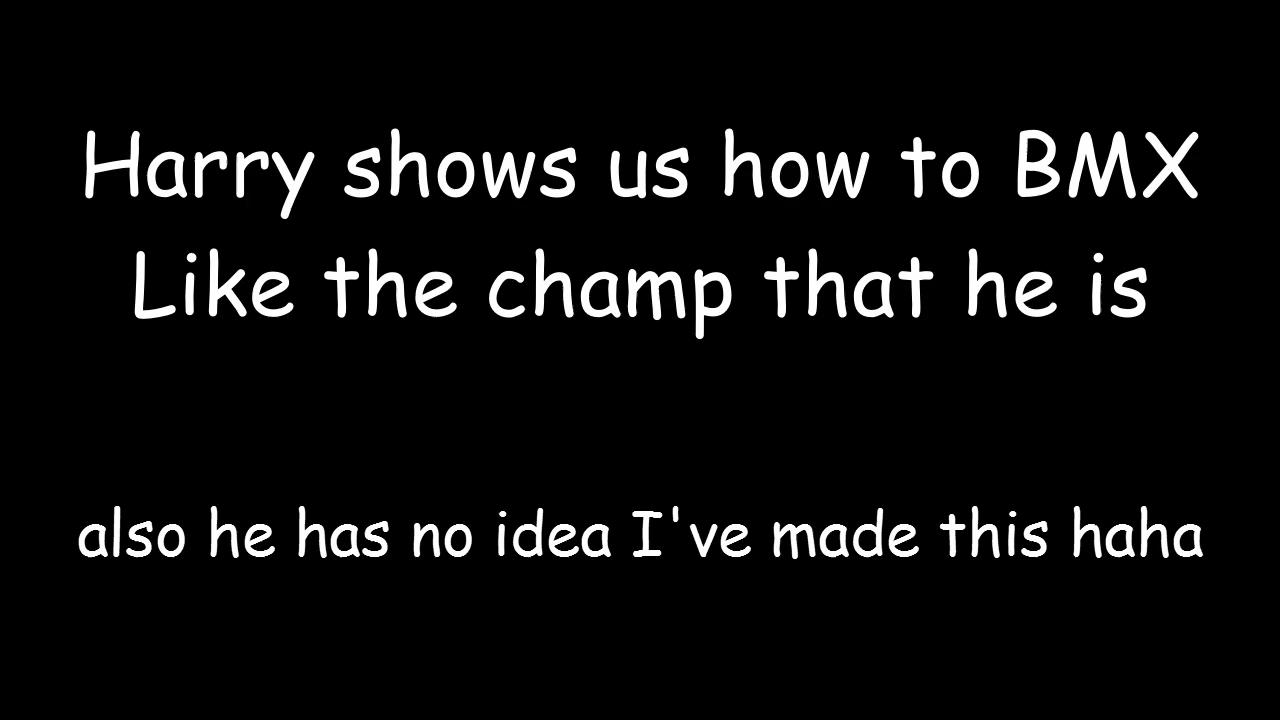 Harry shows us how to BMX
Like the champ that he is
also he has no idea I've made this haha